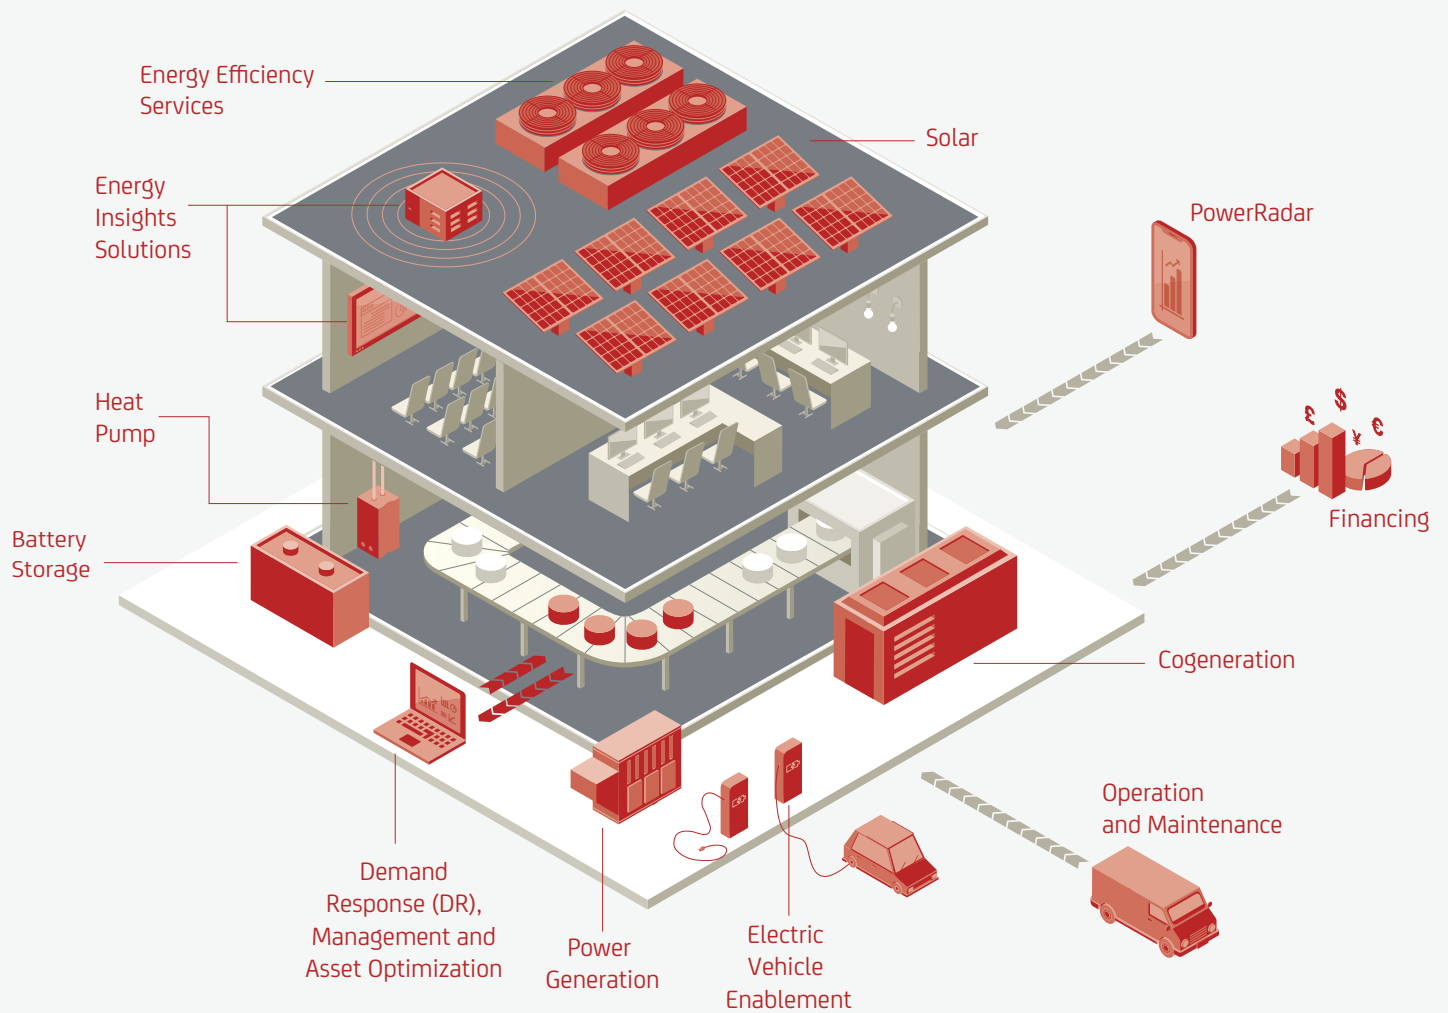 Energy Efficiency
Services
Solar
Energy
Insights
Solutions
PowerRadar
Heat
Pump
£ $ ¥ €
Financing
Battery
Storage
Cogeneration
Operation
and Maintenance
Demand
Response (DR),
Management and
Asset Optimization
Power
Generation
Electric
Vehicle
Enablement